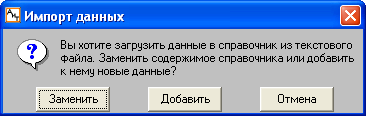 Импорт данных
Вы хотите загрузить данные в справочник из текстового
файла. Заменить содержимое справочника или добавить
к нему новые данные?
Заменить Добавить Отмена